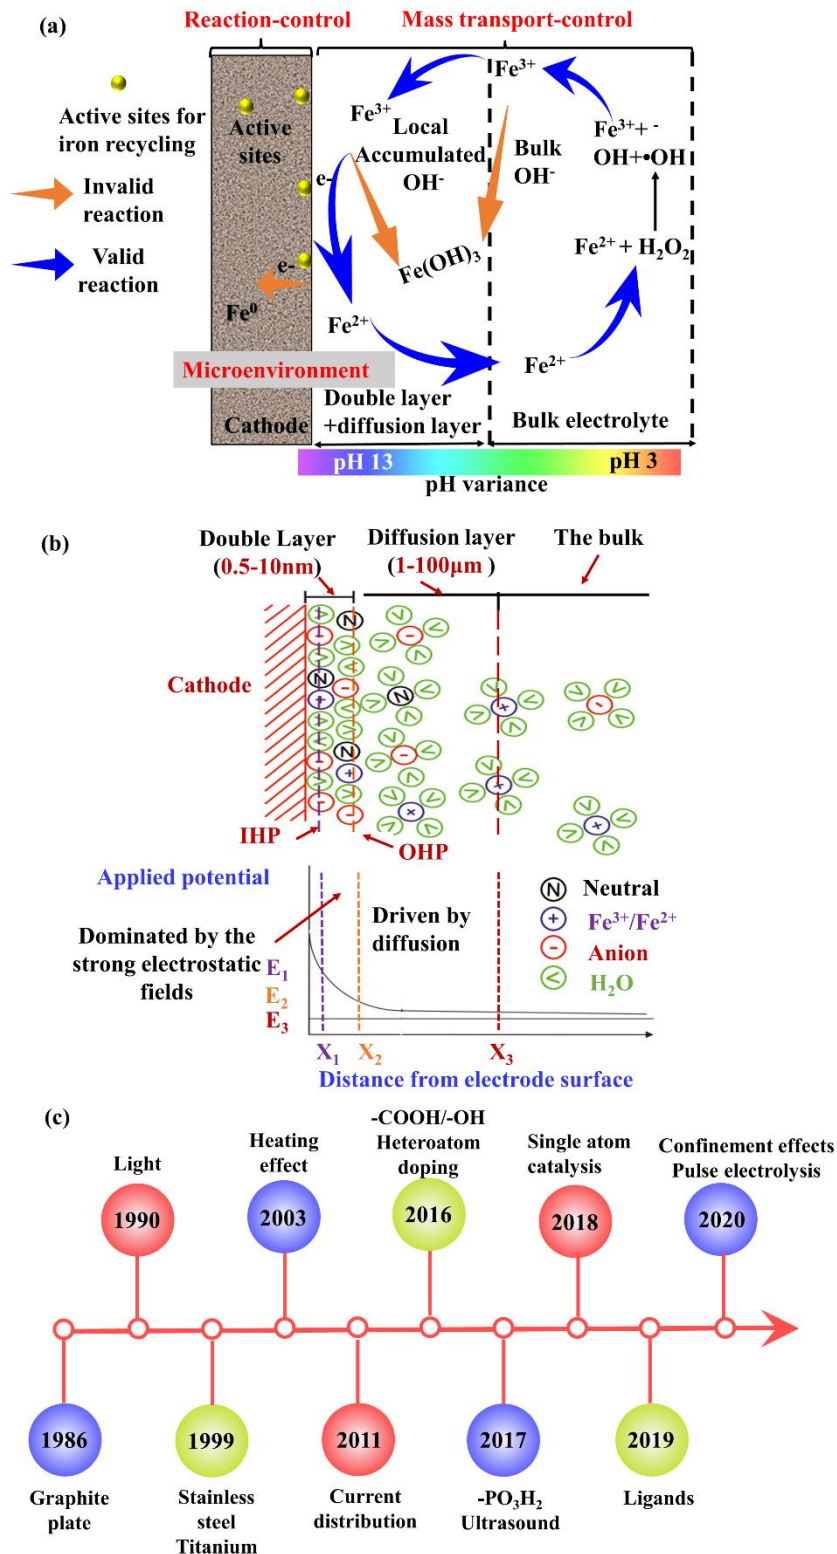 (a)
Reaction-control
Mass transport-control
Active sites for
iron recycling
Invalid
reaction
Valid
reaction
Active
sites
e-
e-
Fe⁰
Fe³⁺
Fe³⁺
Local
Accumulated
OH⁻
Bulk
OH⁻
Fe³⁺+ ⁻
OH+•OH
Fe(OH)₃
Fe²⁺ + H₂O₂
Fe²⁺
Fe²⁺
Microenvironment
Cathode
Double layer
+diffusion layer
Bulk electrolyte
pH 13
pH 3
pH variance
(b)
Double Layer
(0.5-10nm)
Diffusion layer
(1-100μm )
The bulk
Cathode
IHP
OHP
Applied potential
Dominated by the
strong electrostatic
fields
Driven by
diffusion
N Neutral
+ Fe³⁺/Fe²⁺
- Anion
V H₂O
E₁
E₂
E₃
X₁
X₂
X₃
Distance from electrode surface
(c)
Light
Heating
effect
-COOH/-OH
Heteroatom
doping
Single atom
catalysis
Confinement effects
Pulse electrolysis
1990
2003
2016
2018
2020
1986
1999
2011
2017
2019
Graphite
plate
Stainless
steel
Titanium
Current
distribution
-PO₃H₂
Ultrasound
Ligands